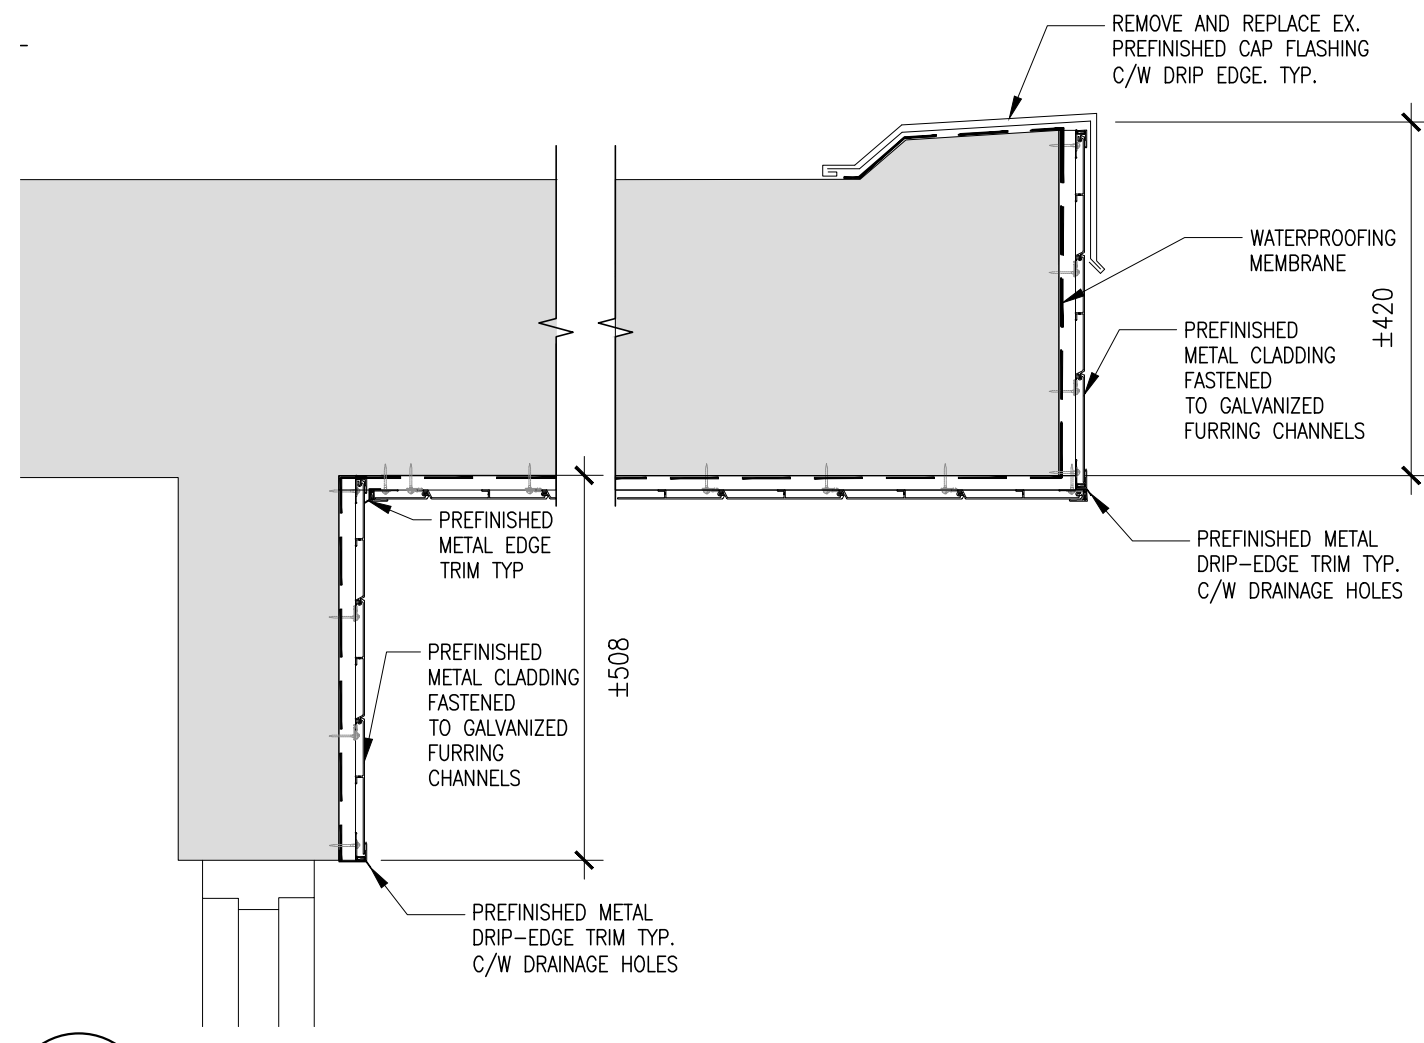 REMOVE AND REPLACE EX.
PREFINISHED CAP FLASHING
C/W DRIP EDGE. TYP.
WATERPROOFING
MEMBRANE
±420
PREFINISHED
METAL CLADDING
FASTENED
TO GALVANIZED
FURRING CHANNELS
PREFINISHED
METAL EDGE
TRIM TYP
PREFINISHED METAL
DRIP-EDGE TRIM TYP.
C/W DRAINAGE HOLES
±508
PREFINISHED
METAL CLADDING
FASTENED
TO GALVANIZED
FURRING
CHANNELS
PREFINISHED METAL
DRIP-EDGE TRIM TYP.
C/W DRAINAGE HOLES